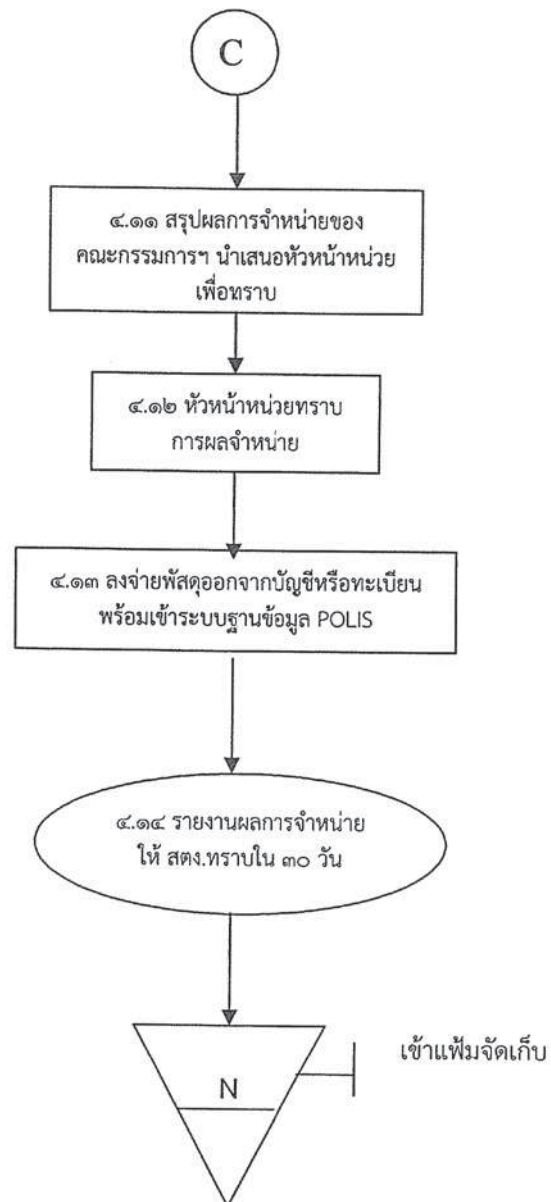 C
๔.๑๑ สรุปผลการจำหน่ายของ
คณะกรรมการฯ นำเสนอหัวหน้าหน่วย
เพื่อทราบ
๔.๑๒ หัวหน้าหน่วยทราบ
การผลจำหน่าย
๔.๑๓ ลงจ่ายพัสดุออกจากบัญชีหรือทะเบียน
พร้อมเข้าระบบฐานข้อมูล POLIS
๔.๑๔ รายงานผลการจำหน่าย
ให้ สตง.ทราบใน ๓๐ วัน
เข้าแฟ้มจัดเก็บ
N